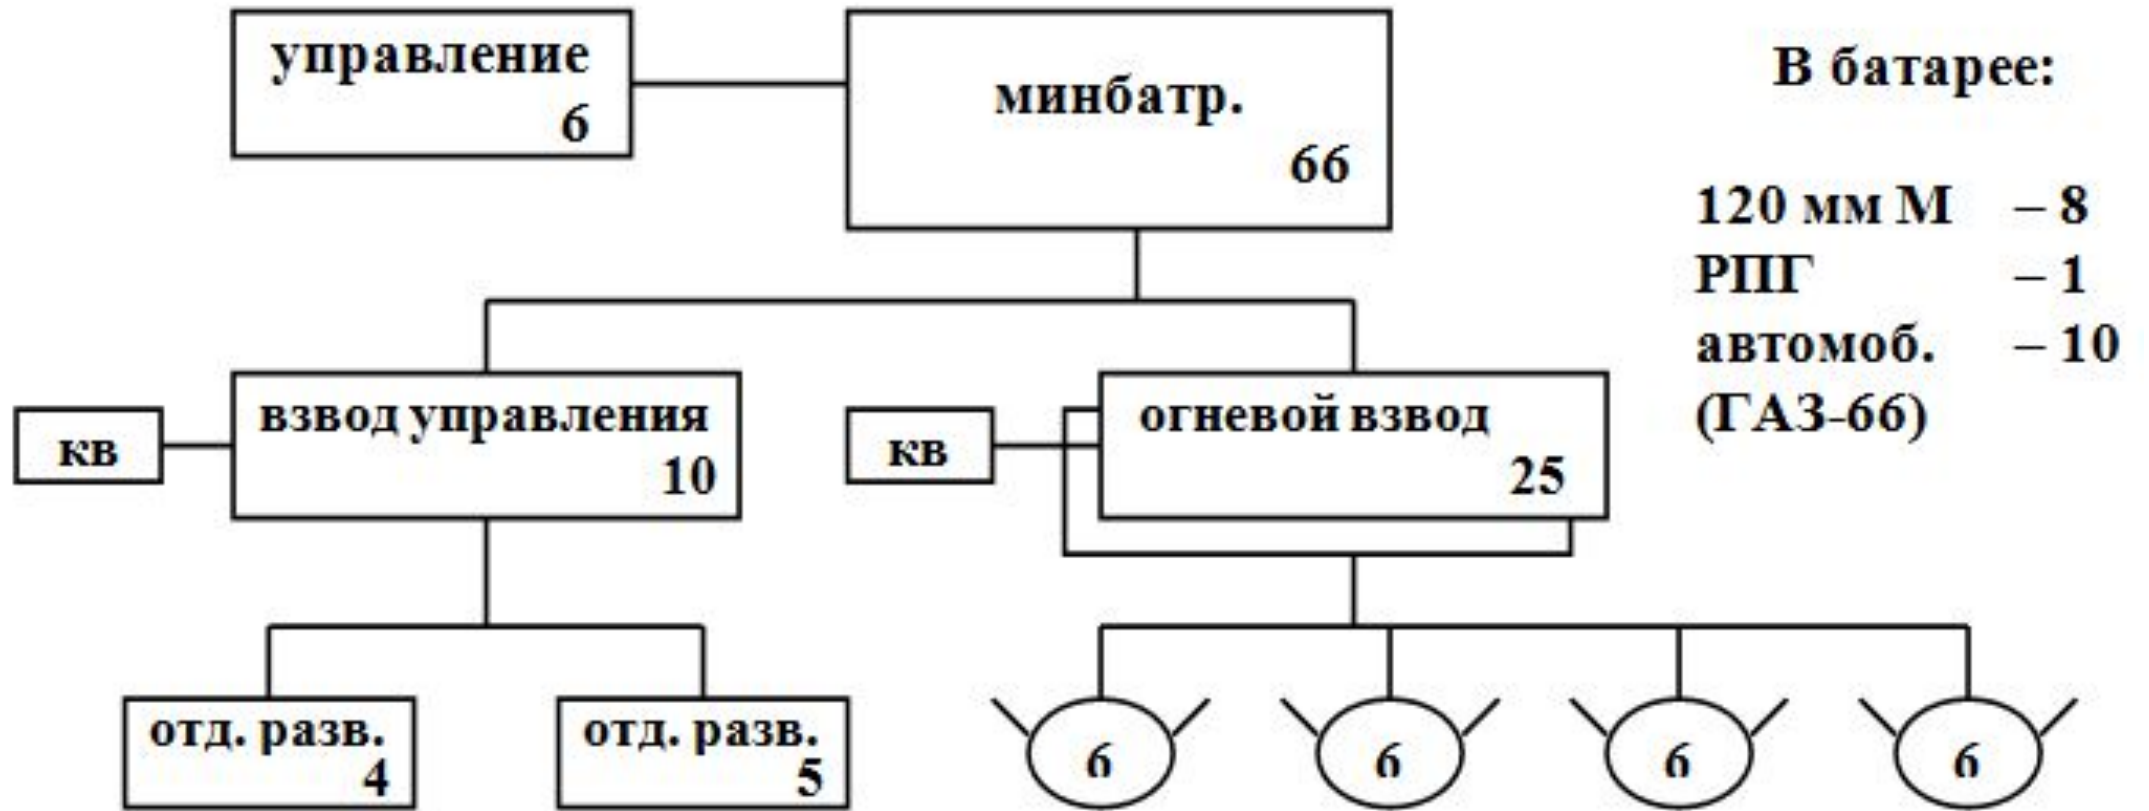 управление
6
минбатр.
66
В батарее:
120 мм М – 8
РПГ – 1
автомоб. – 10
(ГАЗ-66)
кв
взвод управления
10
кв
огневой взвод
25
отд. разв.
4
отд. разв.
5
6
6
6
6